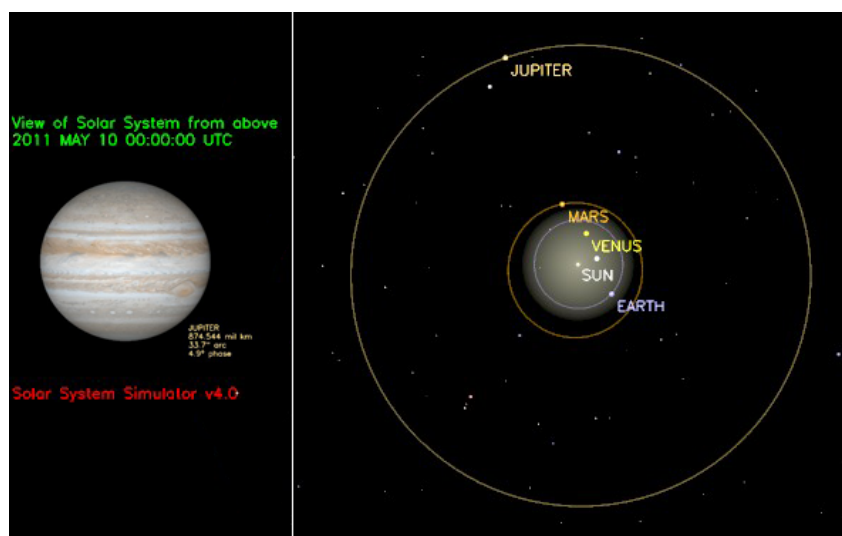 View of Solar System from above
2011 MAY 10 00:00:00 UTC
JUPITER
874.544 mil km
33.7" arc
4.9° phase
Solar System Simulator v4.0
JUPITER
MARS
VENUS
SUN
EARTH